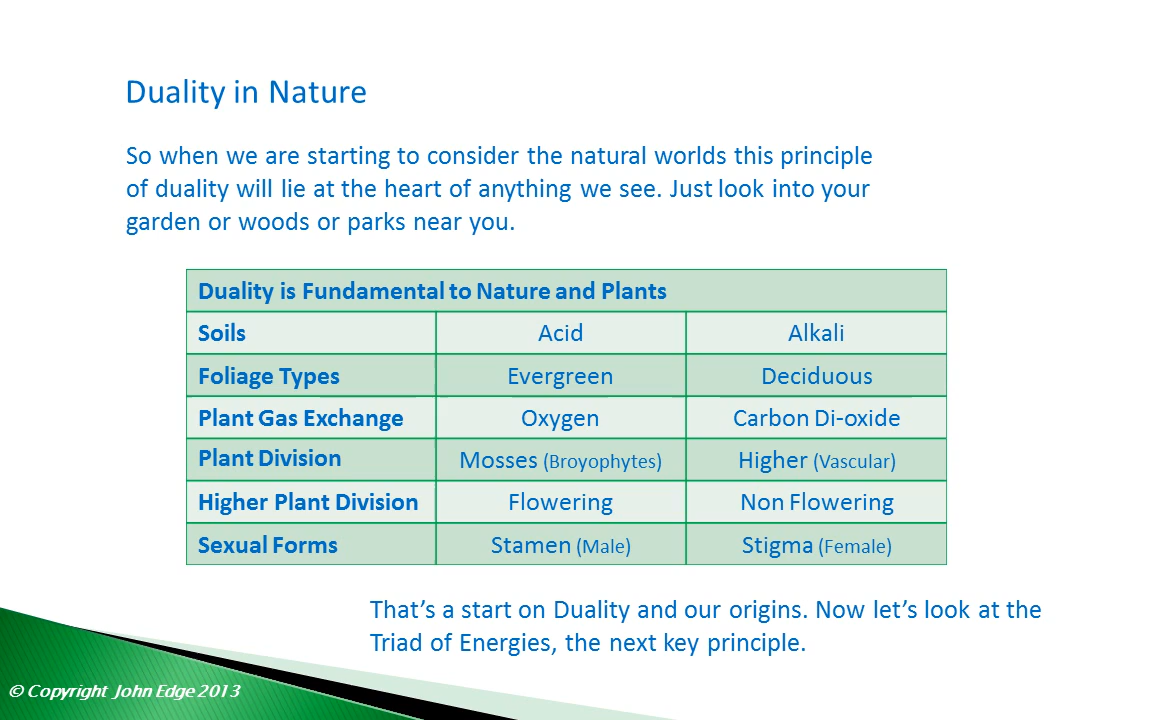 Duality in Nature
So when we are starting to consider the natural worlds this principle
of duality will lie at the heart of anything we see. Just look into your
garden or woods or parks near you.
Duality is Fundamental to Nature and Plants
Soils Acid Alkali
Foliage Types Evergreen Deciduous
Plant Gas Exchange Oxygen Carbon Di-oxide
Plant Division Mosses (Broyophytes) Higher (Vascular)
Higher Plant Division Flowering Non Flowering
Sexual Forms Stamen (Male) Stigma (Female)
That’s a start on Duality and our origins. Now let’s look at the
Triad of Energies, the next key principle.
© Copyright John Edge 2013